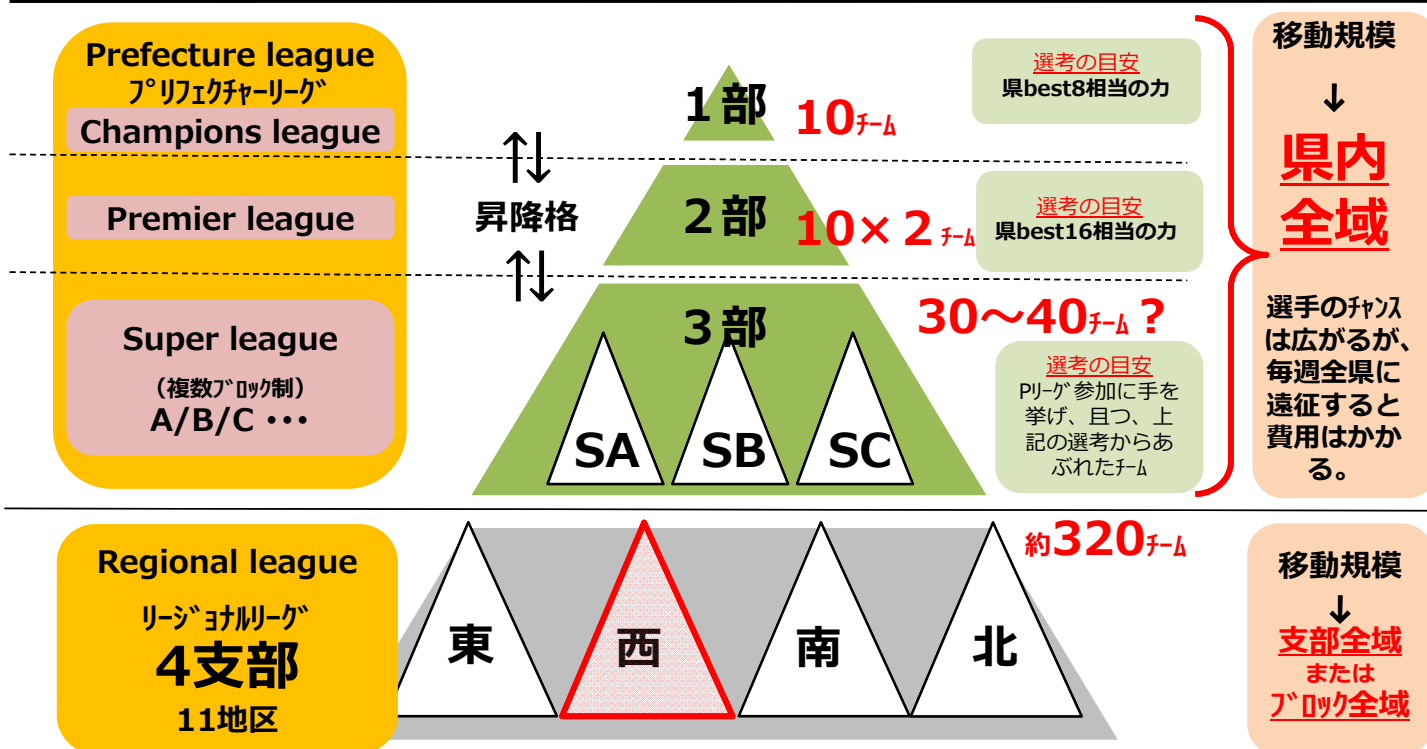 Prefecture league
プリフェクチャーリーグ
Champions league
Premier league
Super league
（複数ブロック制）
A/B/C ・・・
↑↓
昇降格
↑↓
1部
10チーム
2部
10×２チーム
3部
30～40チーム？
SA
SB
SC
選考の目安
県best8相当の力
選考の目安
県best16相当の力
選考の目安
Pリーグ参加に手を
挙げ、且つ、上
記の選考からあ
ぶれたチーム
移動規模
↓
県内
全域
選手のチャンス
は広がるが、
毎週全県に
遠征すると
費用はかか
る。
Regional league
リージョナルリーグ
4支部
11地区
東
西
南
北
約320チーム
移動規模
↓
支部全域
または
ブロック全域